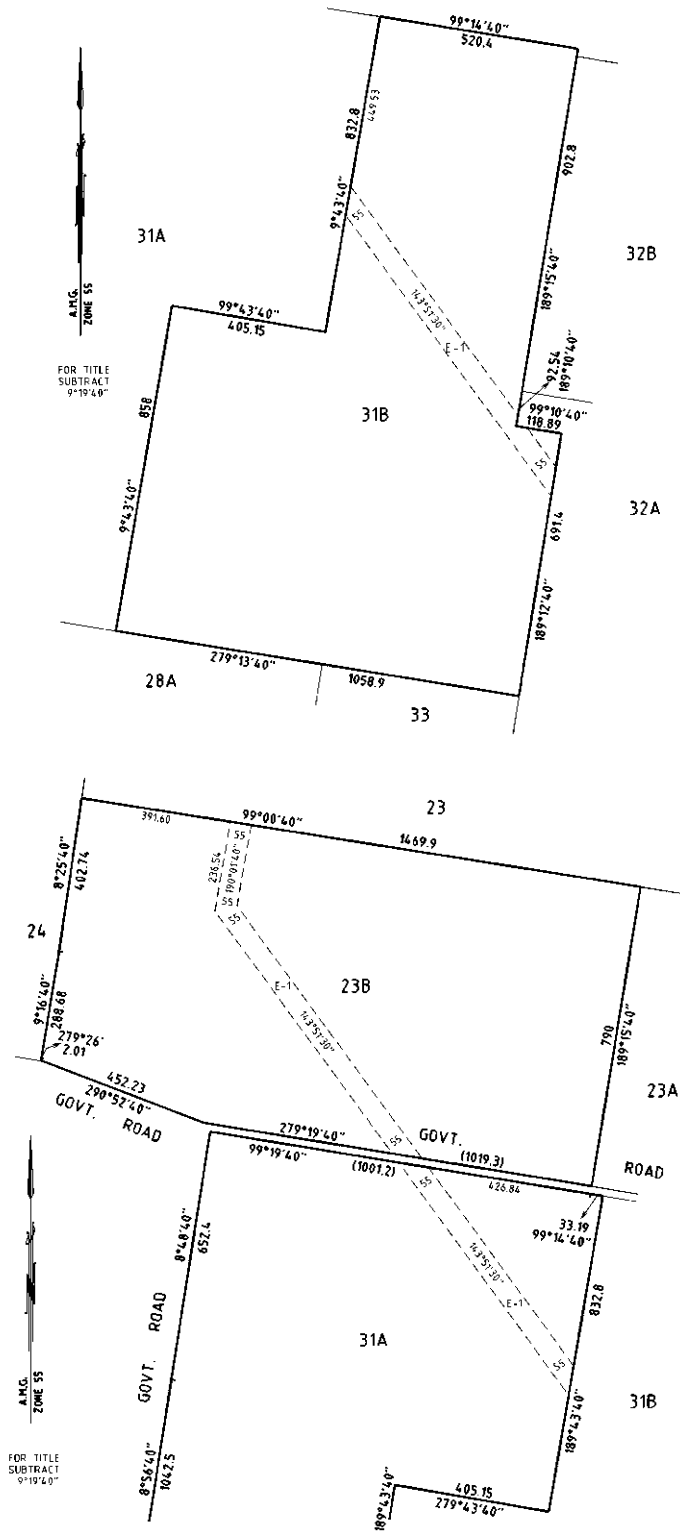 99°14'40"
520.4
832.8
449.53
902.8
9°43'40"
55
31A
32B
A.M.G.
ZONE 55
99°43'40"
405.15
143°51'30"
E-1
189°15'40"
92.54
189°10'40"
FOR TITLE
SUBTRACT
9°19'40"
858
31B
99°10'40"
118.89
55
32A
9°43'40"
691.4
189°12'40"
279°13'40"
1058.9
28A
33
23
391.60
99°00'40"
1469.9
55
8°25'40"
402.74
236.54
190°01'40"
55
55
24
E-1
23B
9°16'40"
288.68
143°51'30"
790
189°15'40"
279°26'
2.01
23A
452.23
290°52'40"
GOVT. ROAD
279°19'40"
55
GOVT.
(1019.3)
ROAD
99°19'40"
(1001.2)
55
426.84
33.19
99°14'40"
8°48'40"
652.4
143°51'30"
E-1
832.8
GOVT. ROAD
31A
55
31B
A.M.G.
ZONE 55
189°43'40"
FOR TITLE
SUBTRACT
9°19'40"
8°56'40"
1042.5
189°43'40"
405.15
279°43'40"